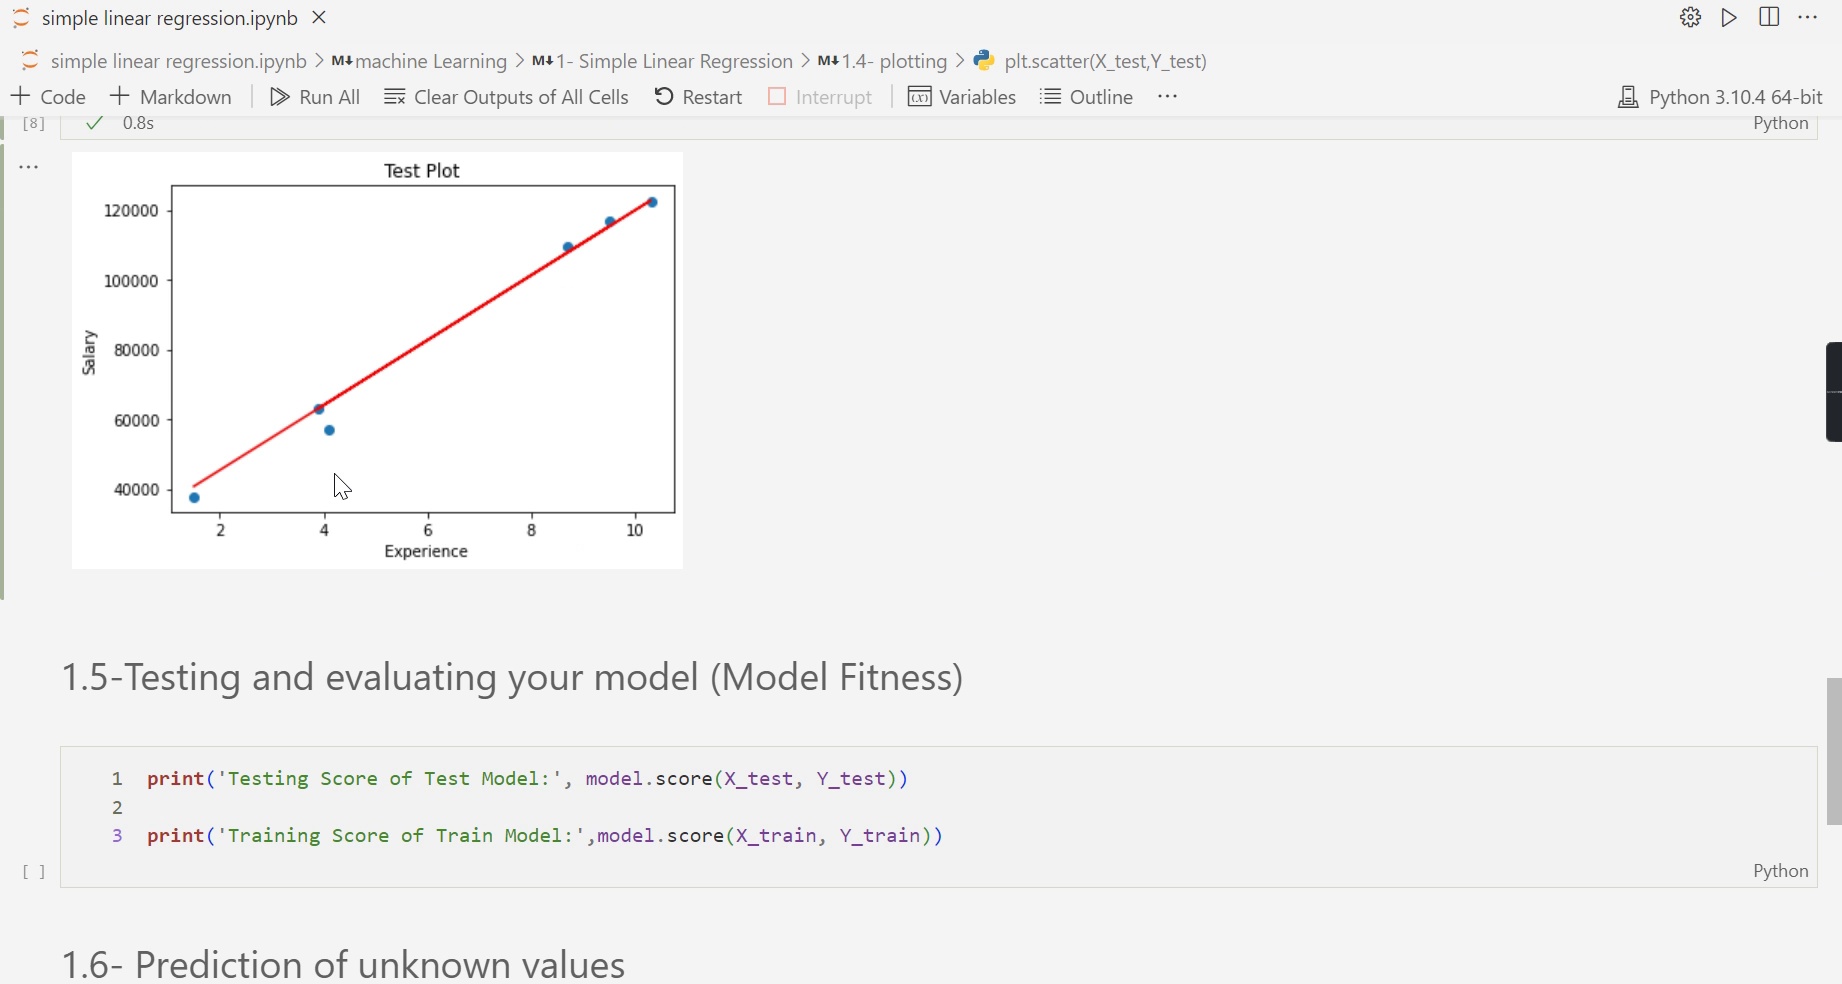 simple linear regression.ipynb
simple linear regression.ipynb > M↓ machine Learning > M↓ 1- Simple Linear Regression > M↓ 1.4- plotting > plt.scatter(X_test,Y_test)
+ Code + Markdown Run All Clear Outputs of All Cells Restart Interrupt Variables Outline ... Python 3.10.4 64-bit
[8] 0.8s Python
Test Plot
120000
100000
80000
60000
40000
Salary
2 4 6 8 10
Experience
1.5-Testing and evaluating your model (Model Fitness)
1 print('Testing Score of Test Model:', model.score(X_test, Y_test))
2
3 print('Training Score of Train Model:',model.score(X_train, Y_train))
[ ] Python
1.6- Prediction of unknown values